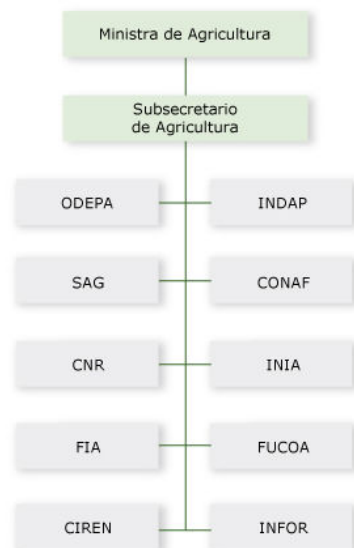 Ministra de Agricultura
Subsecretario
de Agricultura
ODEPA
INDAP
SAG
CONAF
CNR
INIA
FIA
FUCOA
CIREN
INFOR